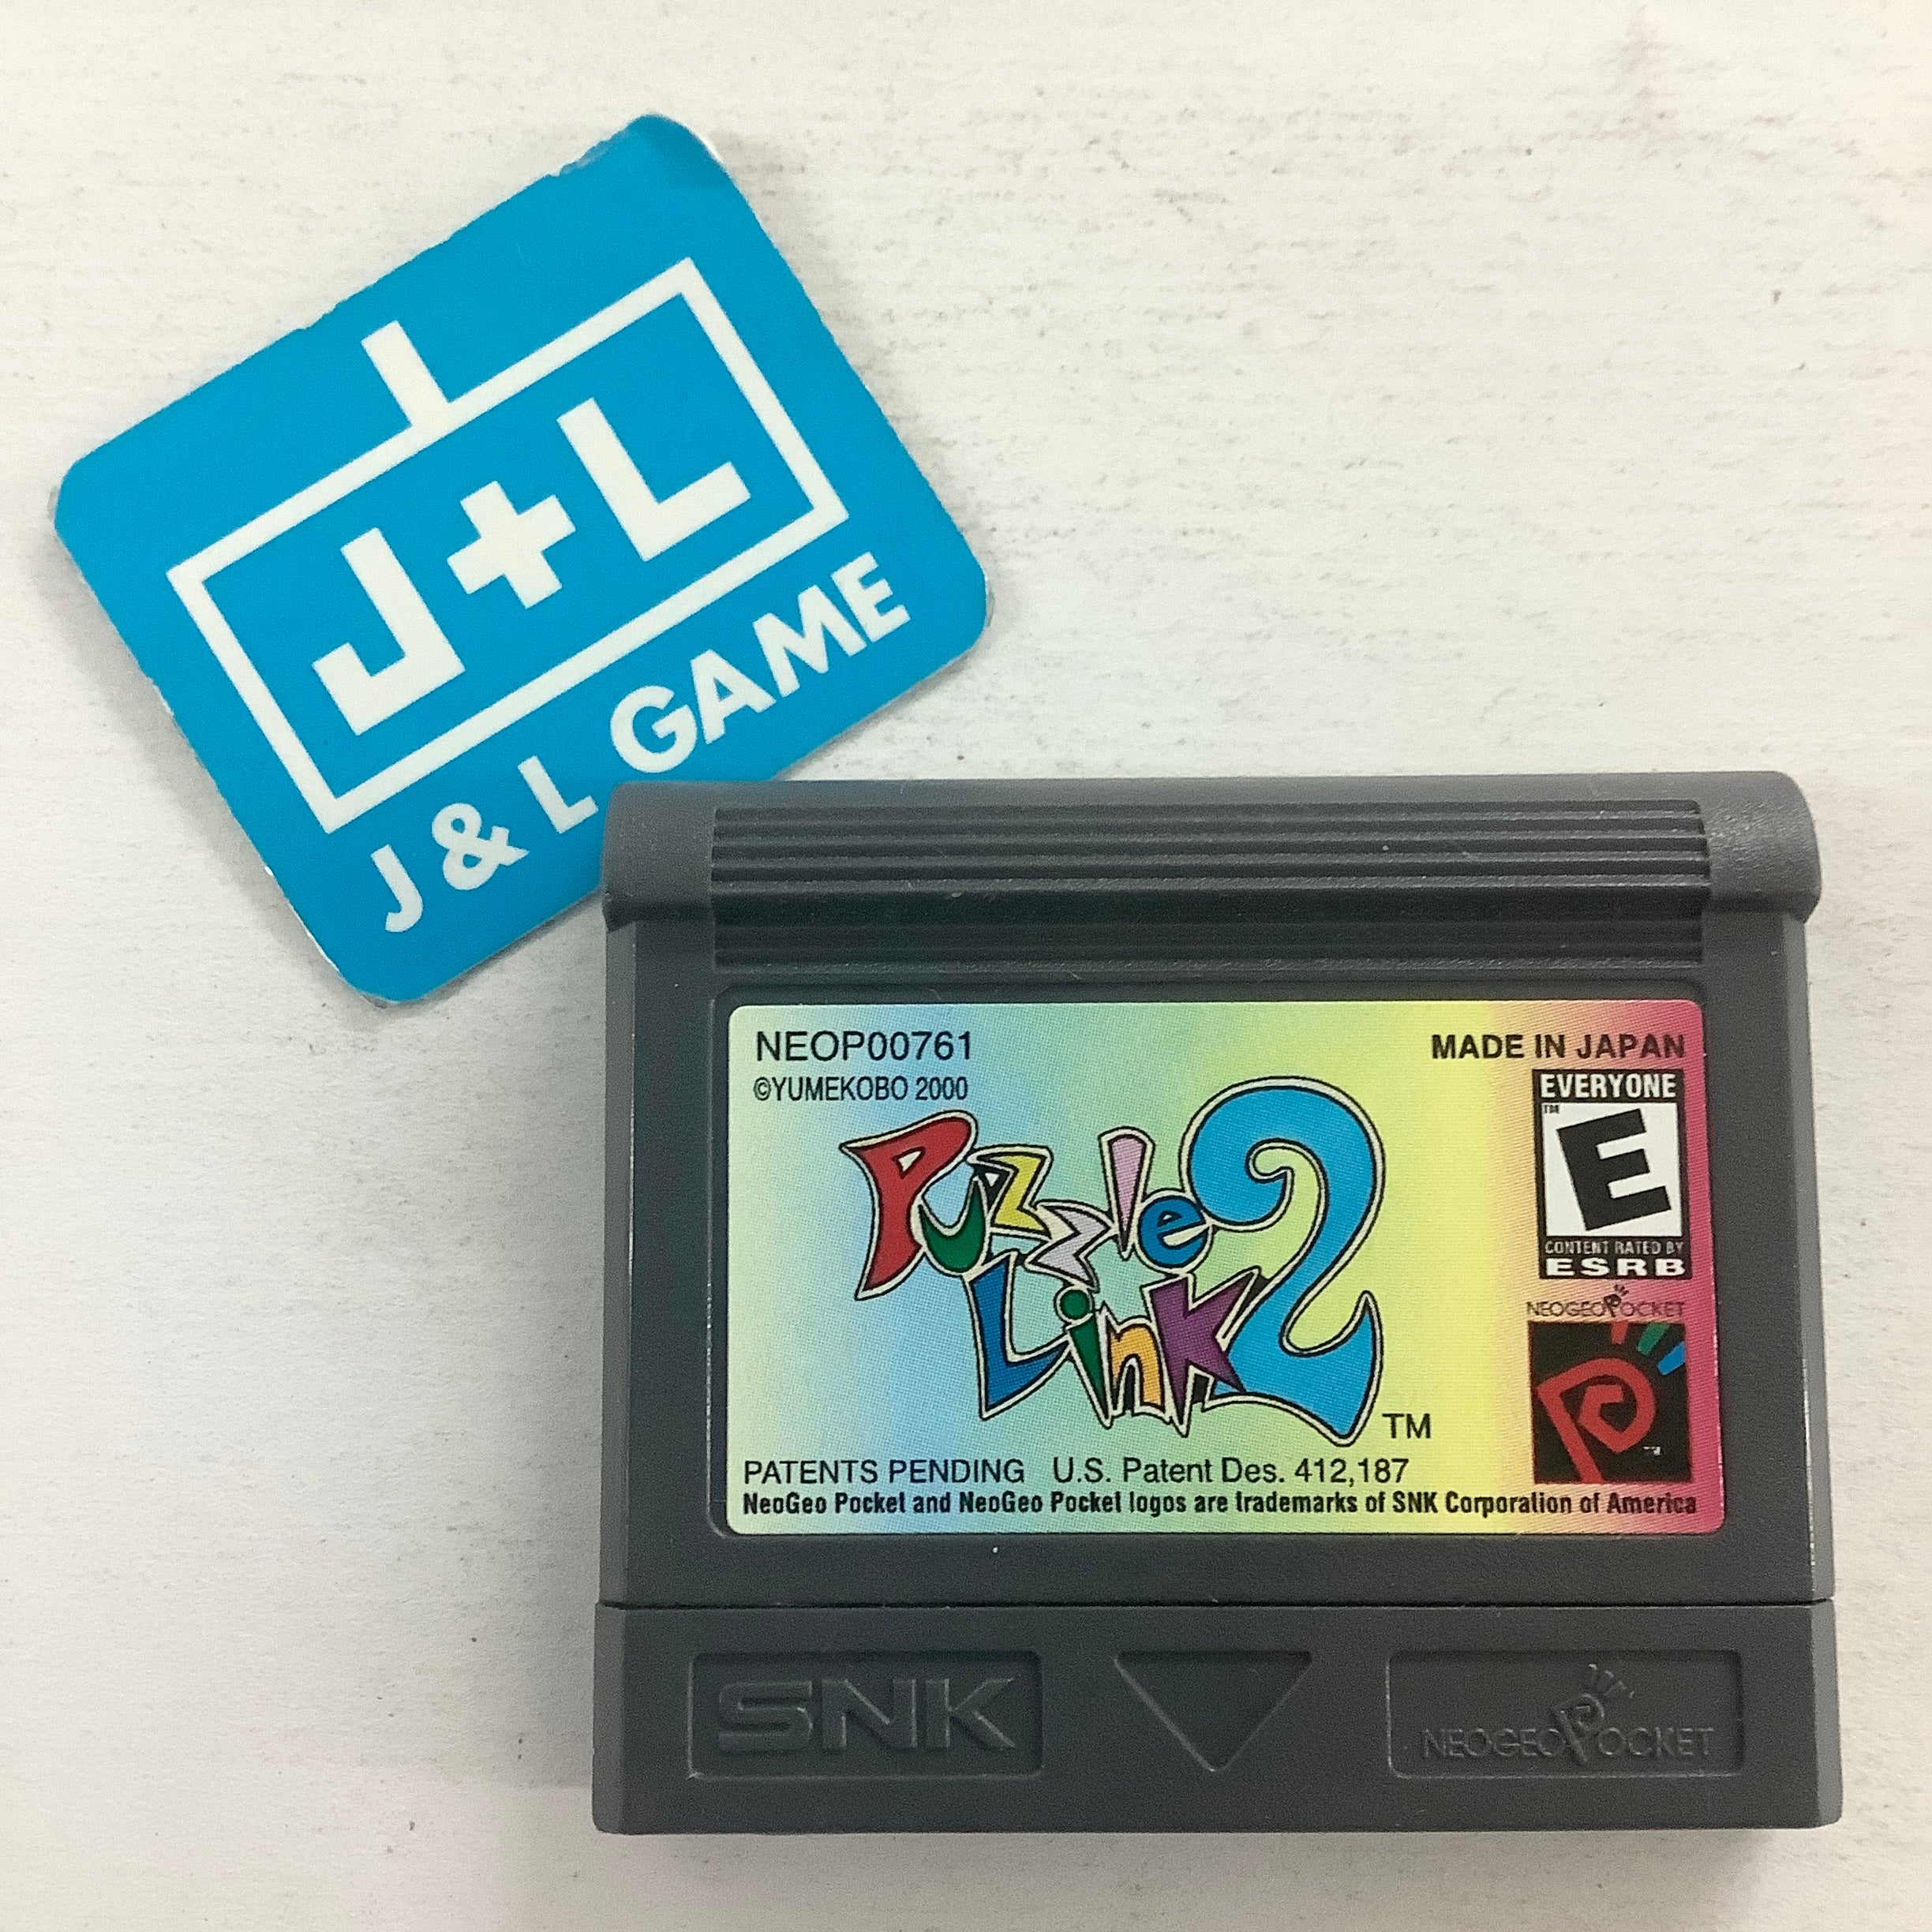 J+L
J & L GAME
NEOP00761
©YUMEKOBO 2000
MADE IN JAPAN
EVERYONE
TM
E
CONTENT RATED BY
ESRB
Puzzle
Link 2
TM
NEOGEO POCKET
P
TM
PATENTS PENDING U.S. Patent Des. 412,187
NeoGeo Pocket and NeoGeo Pocket logos are trademarks of SNK Corporation of America
SNK
NEOGEO POCKET